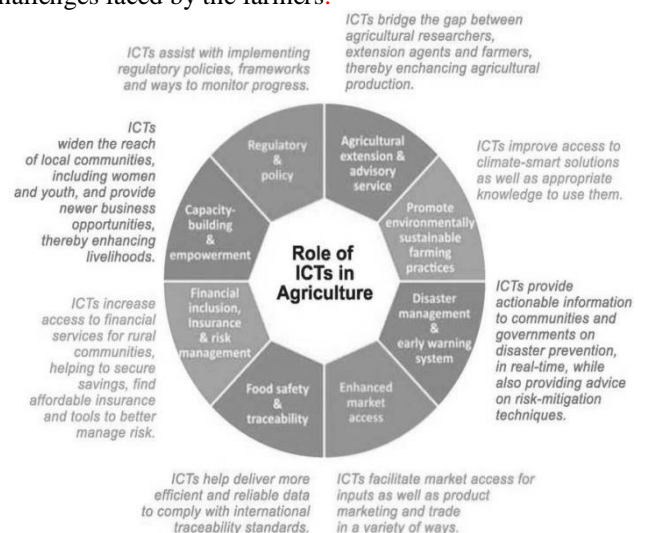 allenges faced by the farmers.
ICTs bridge the gap between
agricultural researchers,
extension agents and farmers,
thereby enchancing agricultural
production.
ICTs assist with implementing
regulatory policies, frameworks
and ways to monitor progress.
ICTs
widen the reach
of local communities,
including women
and youth, and provide
newer business
opportunities,
thereby enhancing
livelihoods.
ICTs improve access to
climate-smart solutions
as well as appropriate
knowledge to use them.
Regulatory
&
policy
Agricultural
extension &
advisory
service
Capacity-
building
&
empowerment
Promote
environmentally
sustainable
farming
practices
Role of
ICTs in
Agriculture
Financial
inclusion,
Insurance
& risk
management
Disaster
management
&
early warning
system
Food safety
&
traceability
Enhanced
market
access
ICTs increase
access to financial
services for rural
communities,
helping to secure
savings, find
affordable insurance
and tools to better
manage risk.
ICTs provide
actionable information
to communities and
governments on
disaster prevention,
in real-time, while
also providing advice
on risk-mitigation
techniques.
ICTs help deliver more
efficient and reliable data
to comply with international
traceability standards.
ICTs facilitate market access for
inputs as well as product
marketing and trade
in a variety of ways.